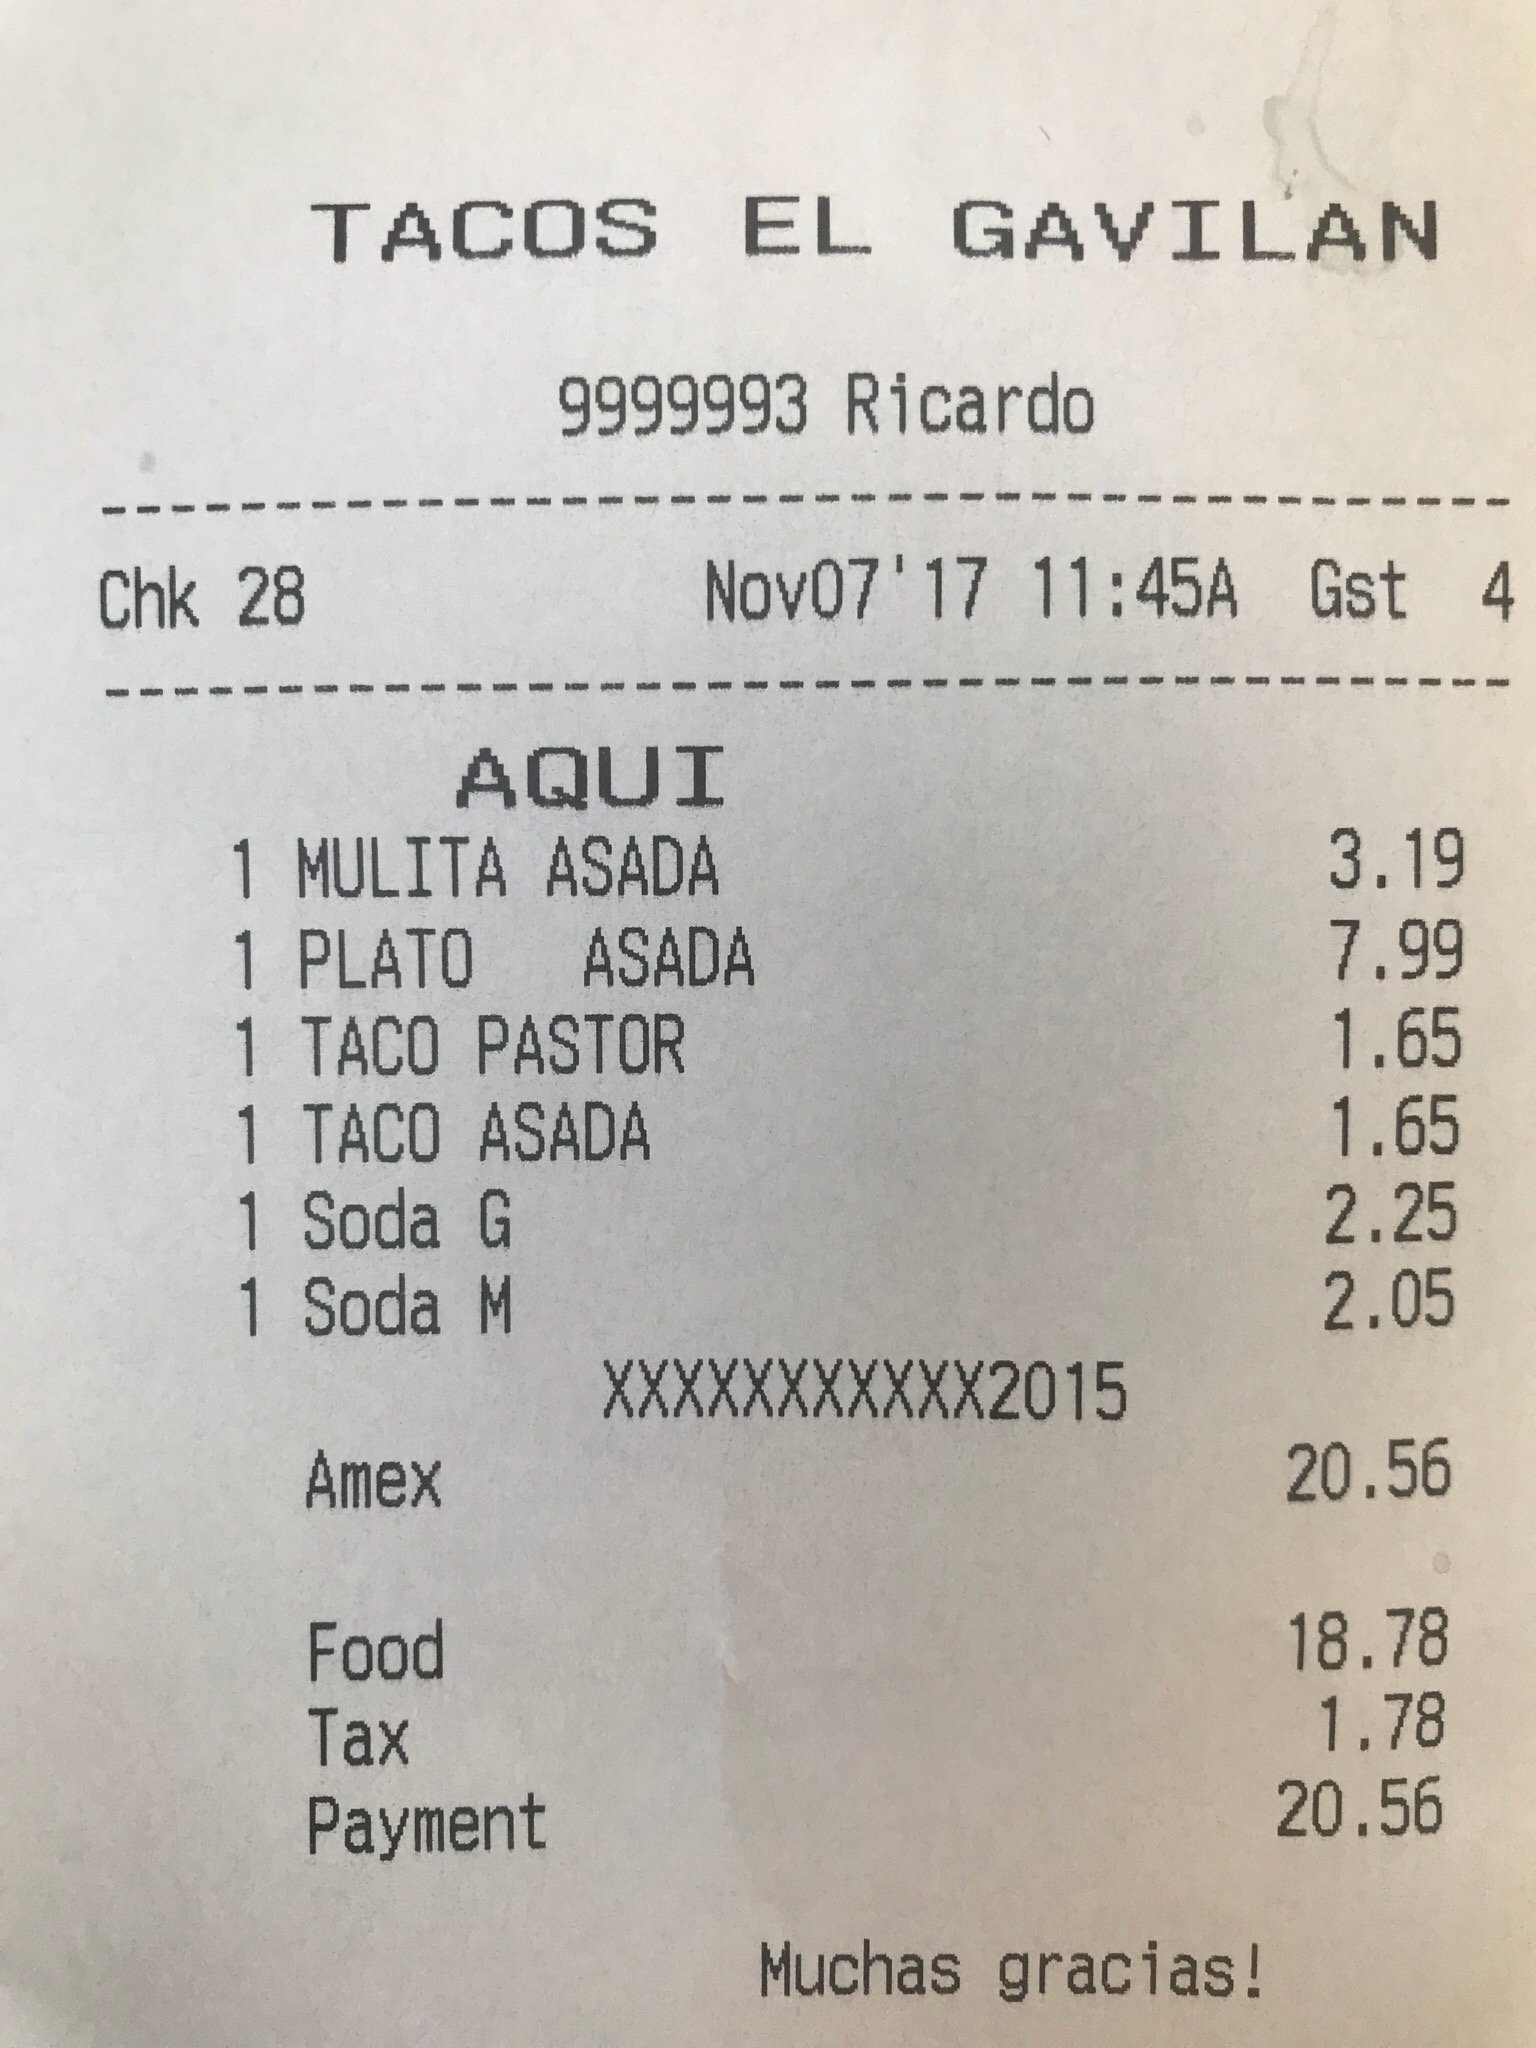 TACOS EL GAVILAN
9999993 Ricardo
----------------------------------------
Chk 28 Nov07'17 11:45A Gst 4
----------------------------------------
AQUI
1 MULITA ASADA 3.19
1 PLATO ASADA 7.99
1 TACO PASTOR 1.65
1 TACO ASADA 1.65
1 Soda G 2.25
1 Soda M 2.05
XXXXXXXXXXX2015
Amex 20.56
Food 18.78
Tax 1.78
Payment 20.56
Muchas gracias!